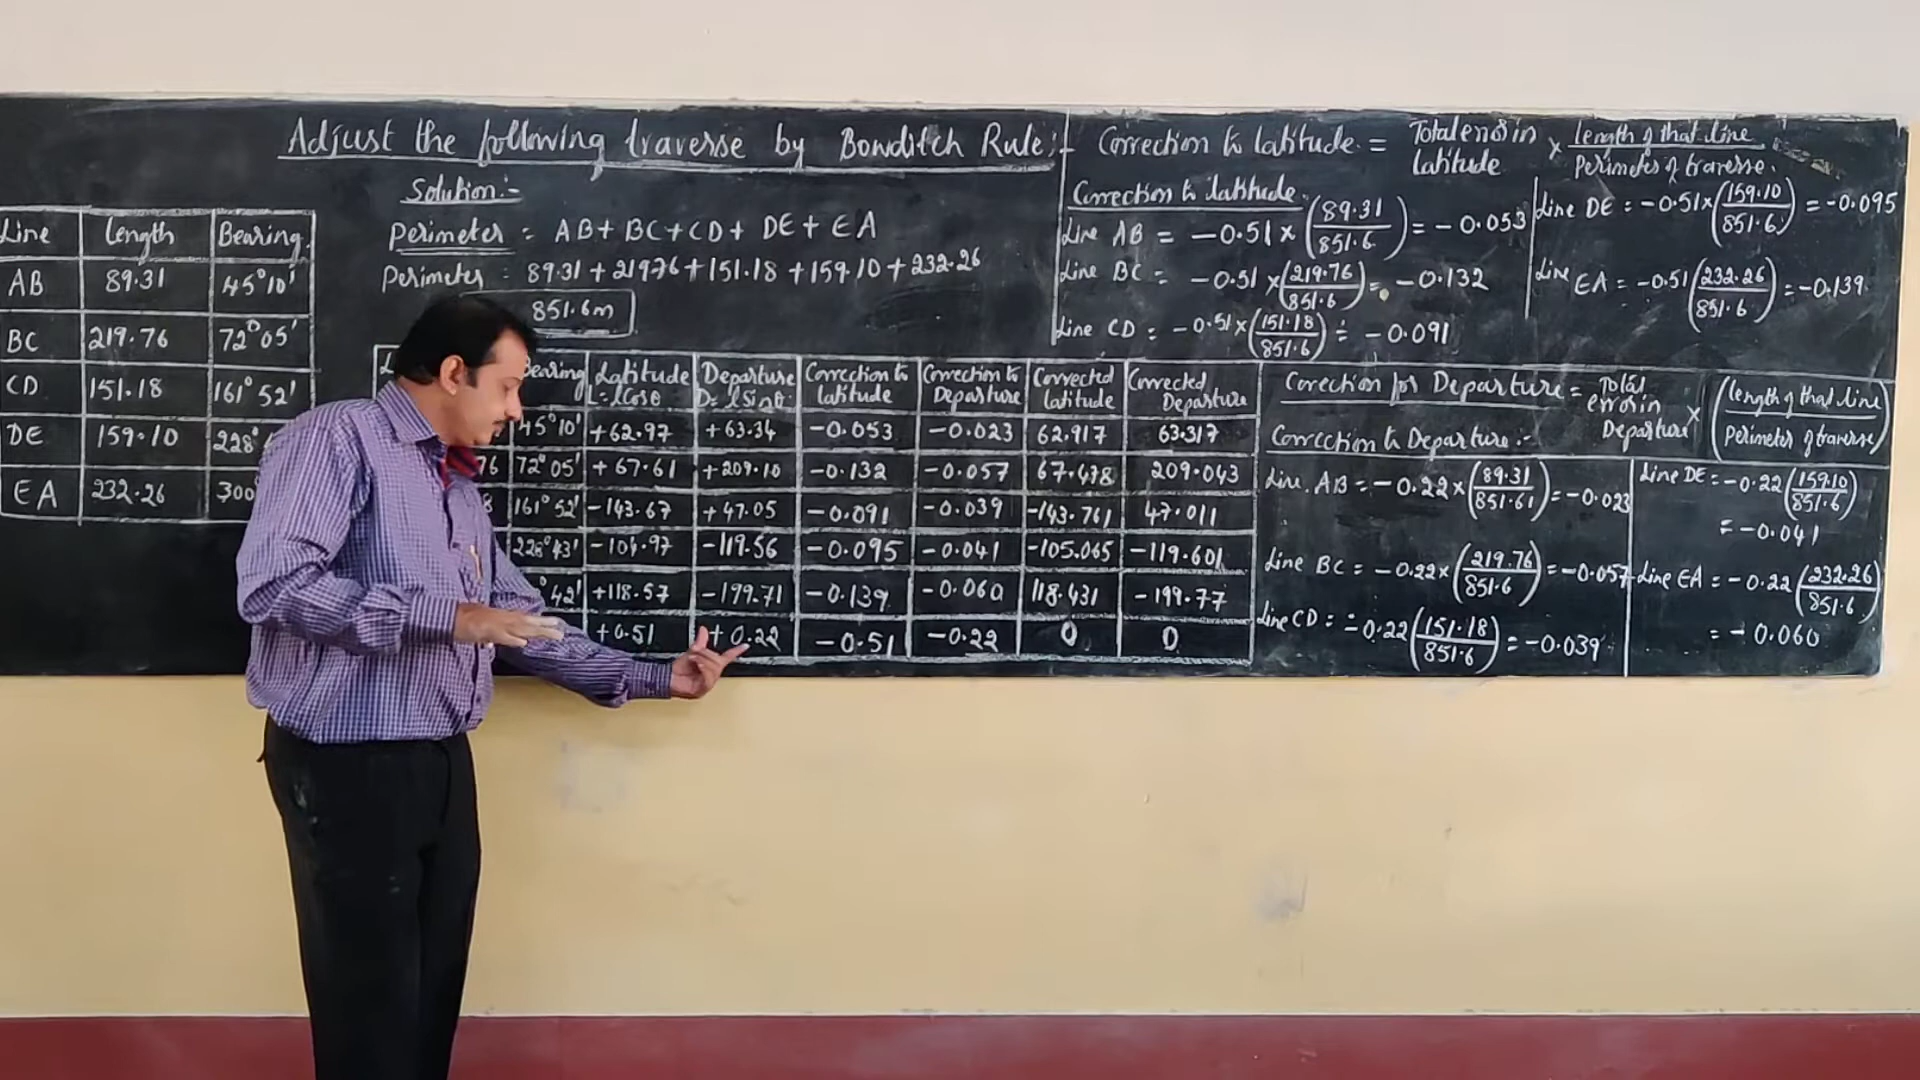 Adjust the following traverse by Bowditch Rule:-
Solution:-
Perimeter = AB + BC + CD + DE + EA
Perimeter = 89.31 + 219.76 + 151.18 + 159.10 + 232.26
851.6m
Line Length Bearing.
AB 89.31 45°10'
BC 219.76 72°05'
CD 151.18 161°52'
DE 159.10 228°
EA 232.26 300°
Bearing Latitude L=lCosθ Departure D=lSinθ Correction to latitude Correction to Departure Corrected latitude Corrected Departure
45°10' +62.97 +63.34 -0.053 -0.023 62.917 63.317
76 72°05' +67.61 +209.10 -0.132 -0.057 67.478 209.043
8 161°52' -143.67 +47.05 -0.091 -0.039 -143.761 47.011
228°43' -104.97 -119.56 -0.095 -0.041 -105.065 -119.601
°42' +118.57 -199.71 -0.139 -0.060 118.431 -199.77
+0.51 +0.22 -0.51 -0.22 0 0
Correction to latitude = Total error in latitude × length of that line / Perimeter of traverse.
Correction to latitude.
Line AB = -0.51 × (89.31/851.6) = -0.053
Line BC = -0.51 × (219.76/851.6) = -0.132
Line CD = -0.51 × (151.18/851.6) = -0.091
Line DE = -0.51 × (159.10/851.6) = -0.095
Line EA = -0.51 (232.26/851.6) = -0.139
Correction for Departure = Total error in Departure × (length of that line / Perimeter of traverse)
Correction to Departure:-
Line. AB = -0.22 × (89.31/851.61) = -0.023
Line BC = -0.22 × (219.76/851.6) = -0.057
Line CD = -0.22 (151.18/851.6) = -0.039
Line DE = -0.22 (159.10/851.6)
= -0.041
Line EA = -0.22 (232.26/851.6)
= -0.060